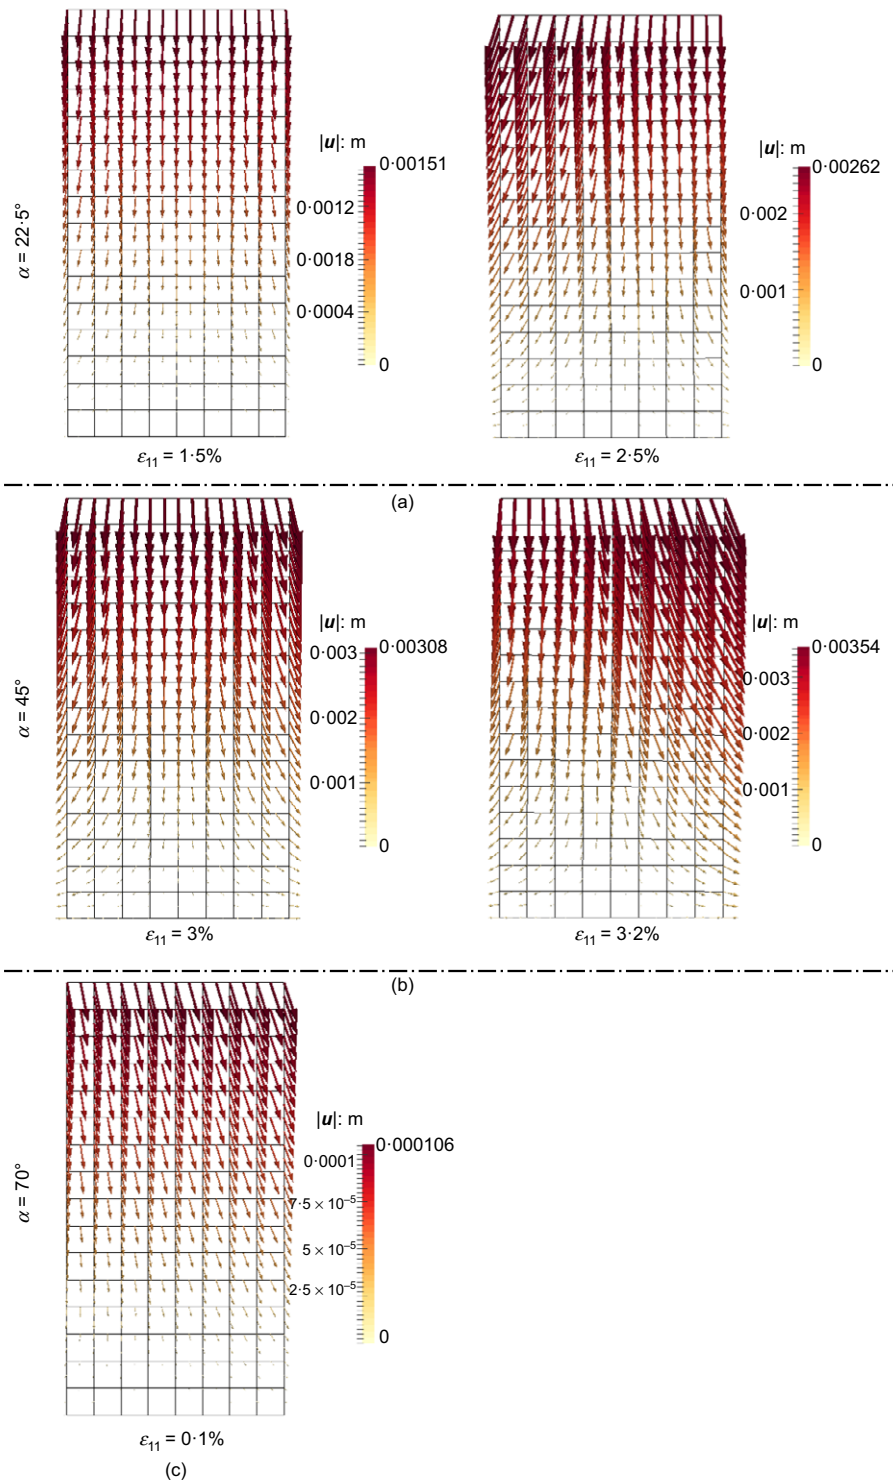 α = 22·5°
|u|: m
0·00151
0·0012
0·0018
0·0004
0
ε11 = 1·5%
|u|: m
0·00262
0·002
0·001
0
ε11 = 2·5%
(a)
α = 45°
|u|: m
0·00308
0·003
0·002
0·001
0
ε11 = 3%
|u|: m
0·00354
0·003
0·002
0·001
0
ε11 = 3·2%
(b)
α = 70°
|u|: m
0·000106
0·0001
7·5 × 10⁻⁵
5 × 10⁻⁵
2·5 × 10⁻⁵
0
ε11 = 0·1%
(c)